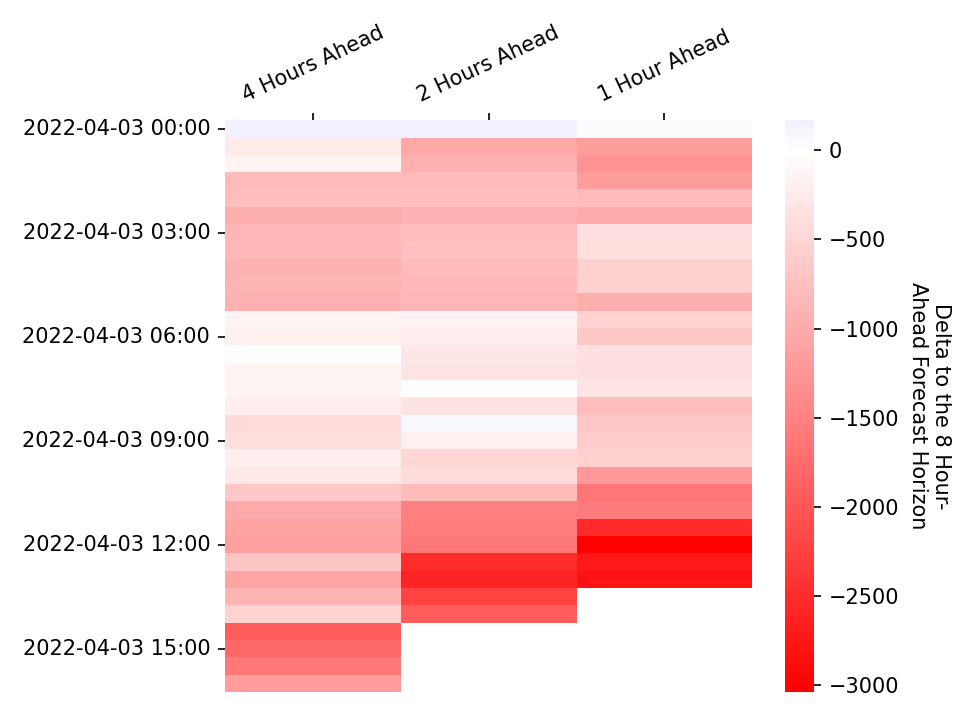 4 Hours Ahead
2 Hours Ahead
1 Hour Ahead
2022-04-03 00:00
2022-04-03 03:00
2022-04-03 06:00
2022-04-03 09:00
2022-04-03 12:00
2022-04-03 15:00
0
−500
−1000
−1500
−2000
−2500
−3000
Delta to the 8 Hour-
Ahead Forecast Horizon